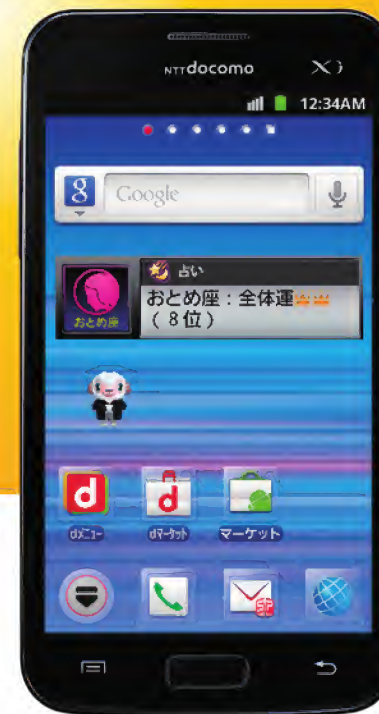 NTTdocomo Xi
12:34AM
g Google
占い
おとめ座:全体運
(8位)
おとめ座
d
d
dメニュー
dマーケット
マーケット
SP